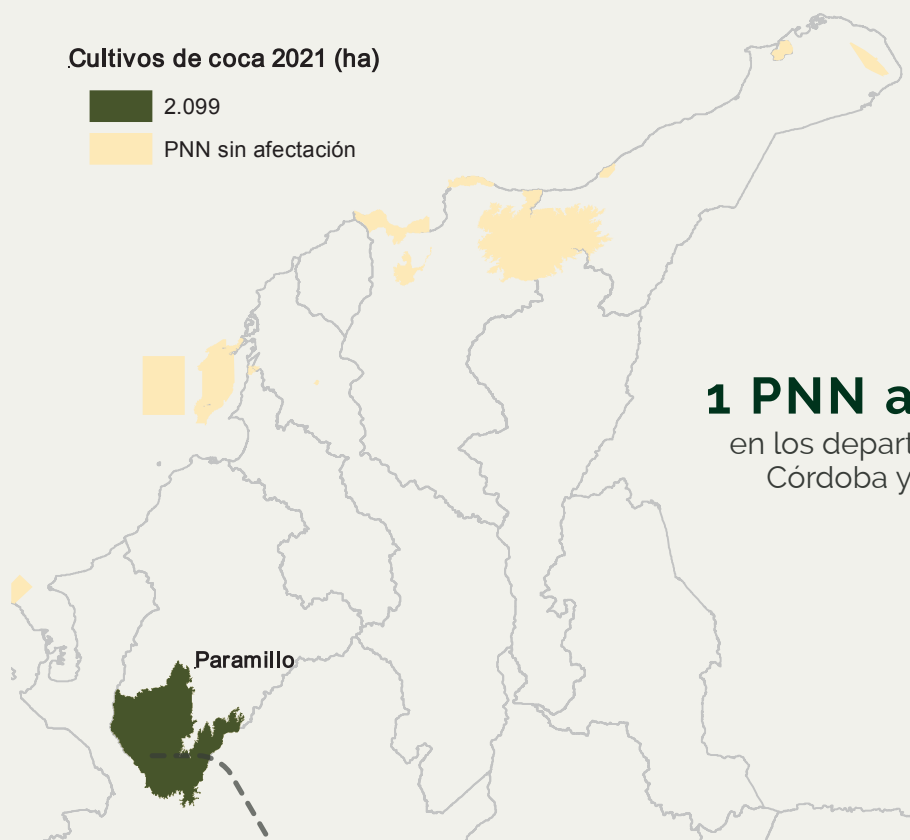 Cultivos de coca 2021 (ha)
2.099
PNN sin afectación
1 PNN a
en los depart
Córdoba y
Paramillo